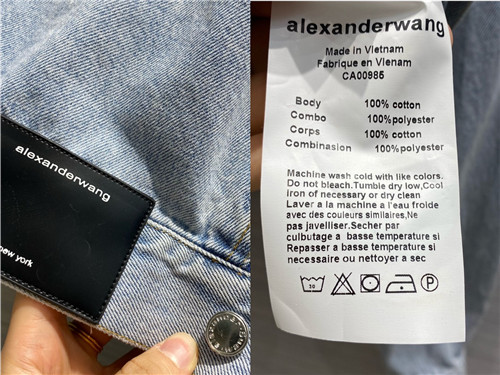 alexanderwang
new york
alexanderwang
Made in Vietnam
Fabrique en Vienam
CA00985
Body 100% cotton
Combo 100%polyester
Corps 100% cotton
Combinasion 100%polyester
Machine wash cold with like colors.
Do not bleach.Tumble dry low,Cool
iron of necessary or dry clean
Laver a la machine a l'eau froide
avec des couleurs similaires,Ne
pas javelliser.Secher par
culbutage a basse temperature si
Repasser a basse temperature si
necessaire ou nettoyer a sec
30
P